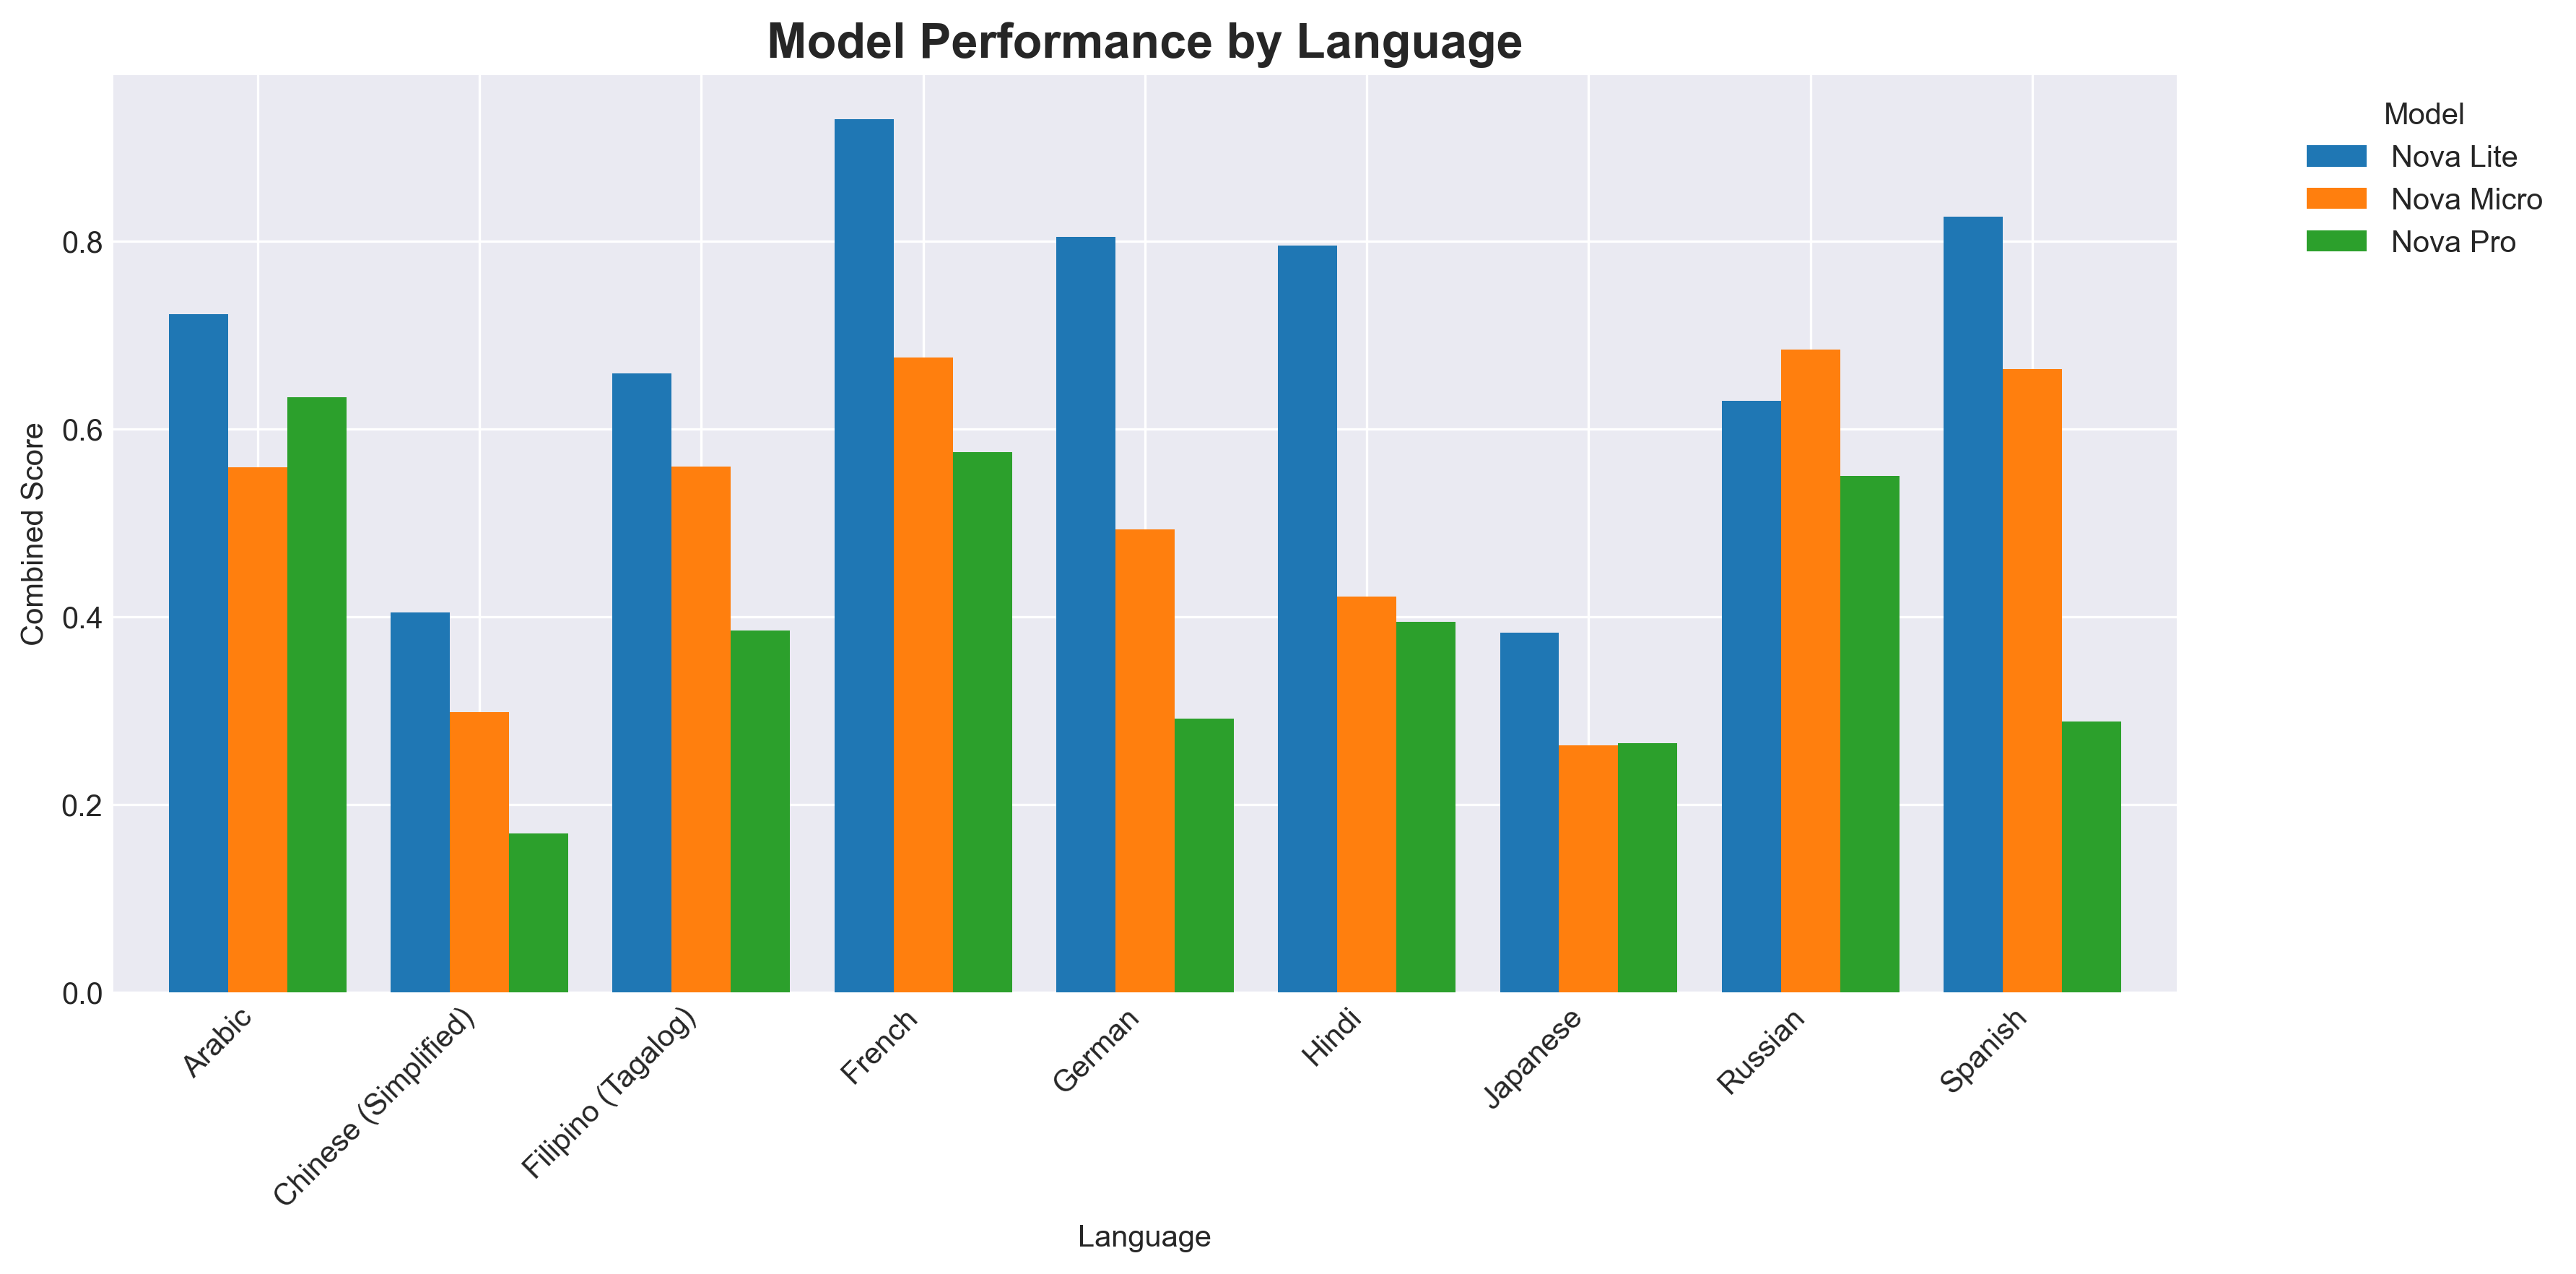 Model Performance by Language
Model
Nova Lite
Nova Micro
Nova Pro
Combined Score
0.8
0.6
0.4
0.2
0.0
Arabic
Chinese (Simplified)
Filipino (Tagalog)
French
German
Hindi
Japanese
Russian
Spanish
Language